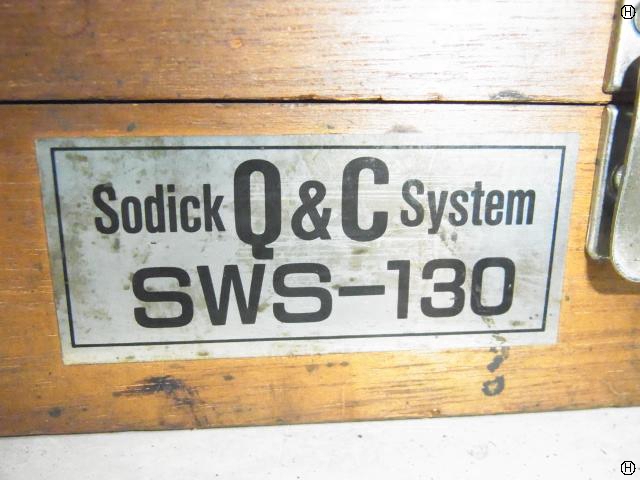 Sodick Q & C System
SWS-130
H
H